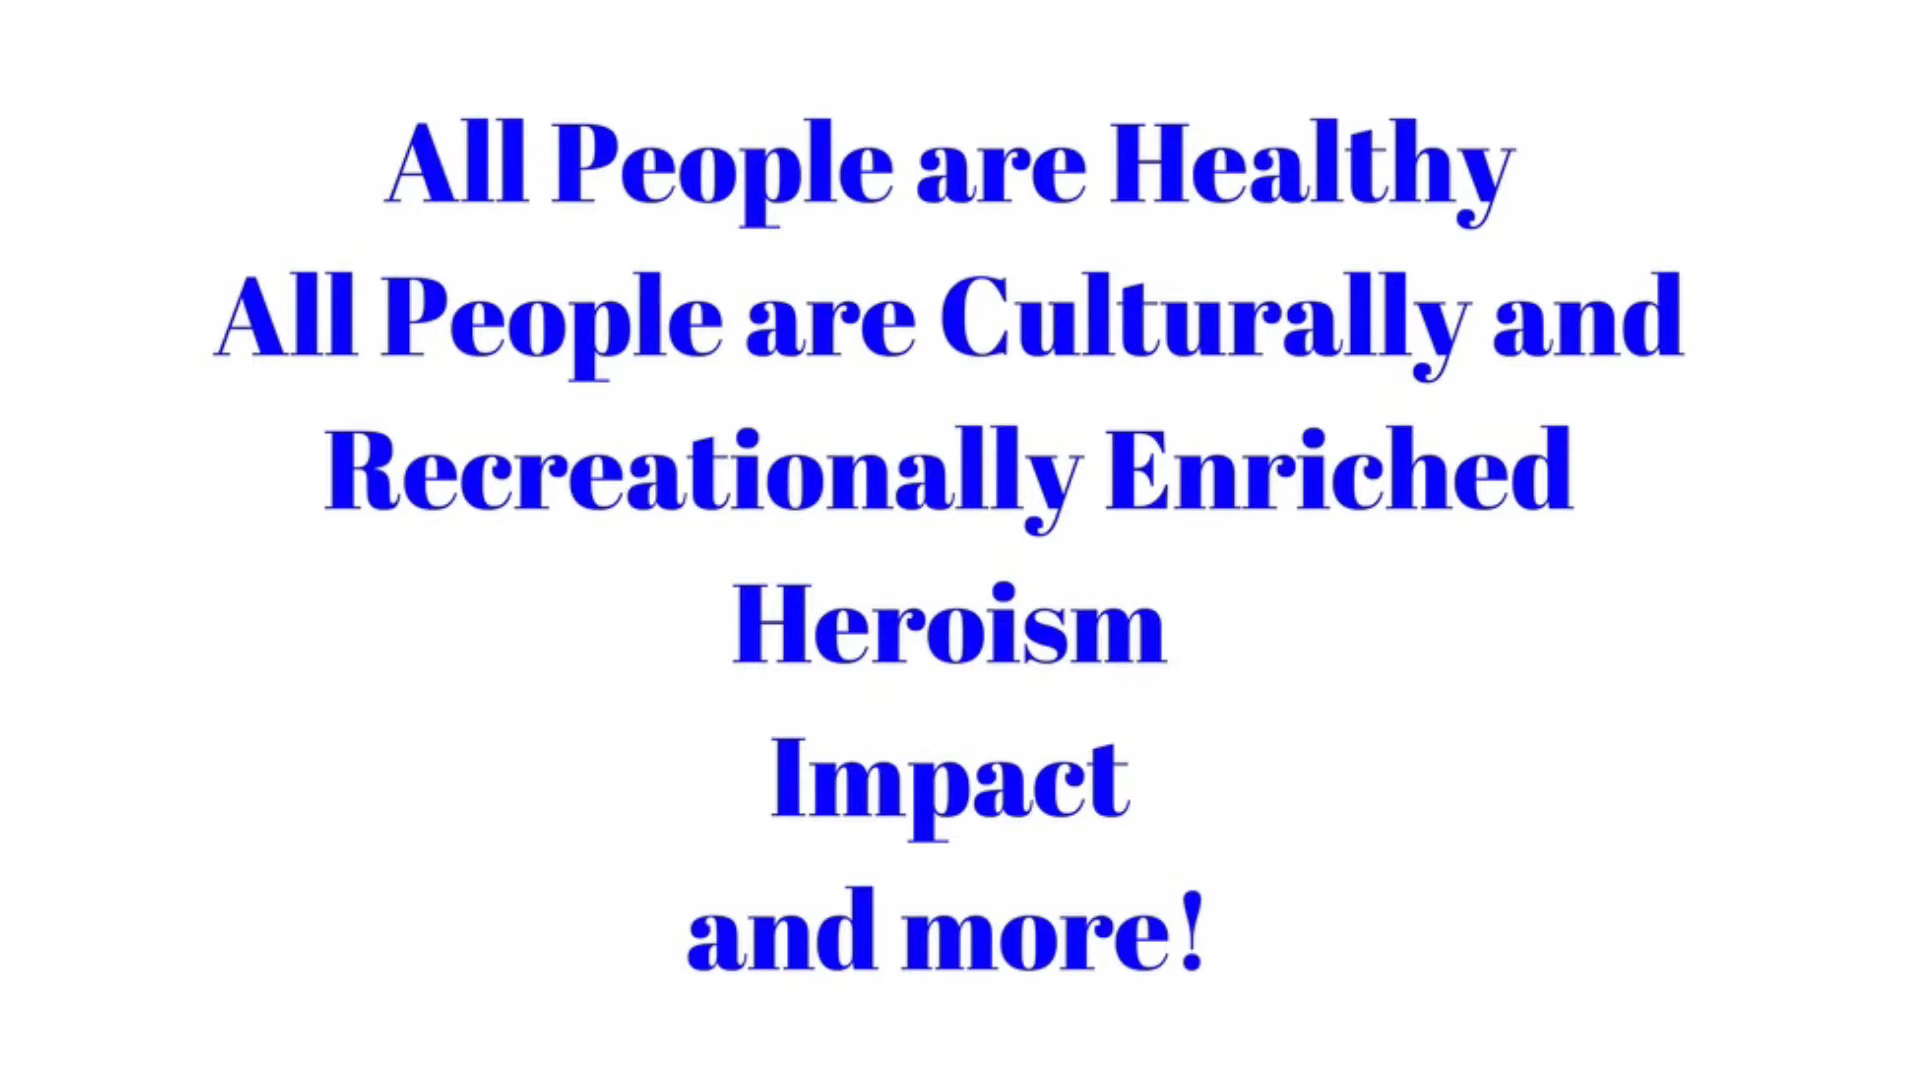 All People are Healthy
All People are Culturally and
Recreationally Enriched
Heroism
Impact
and more!